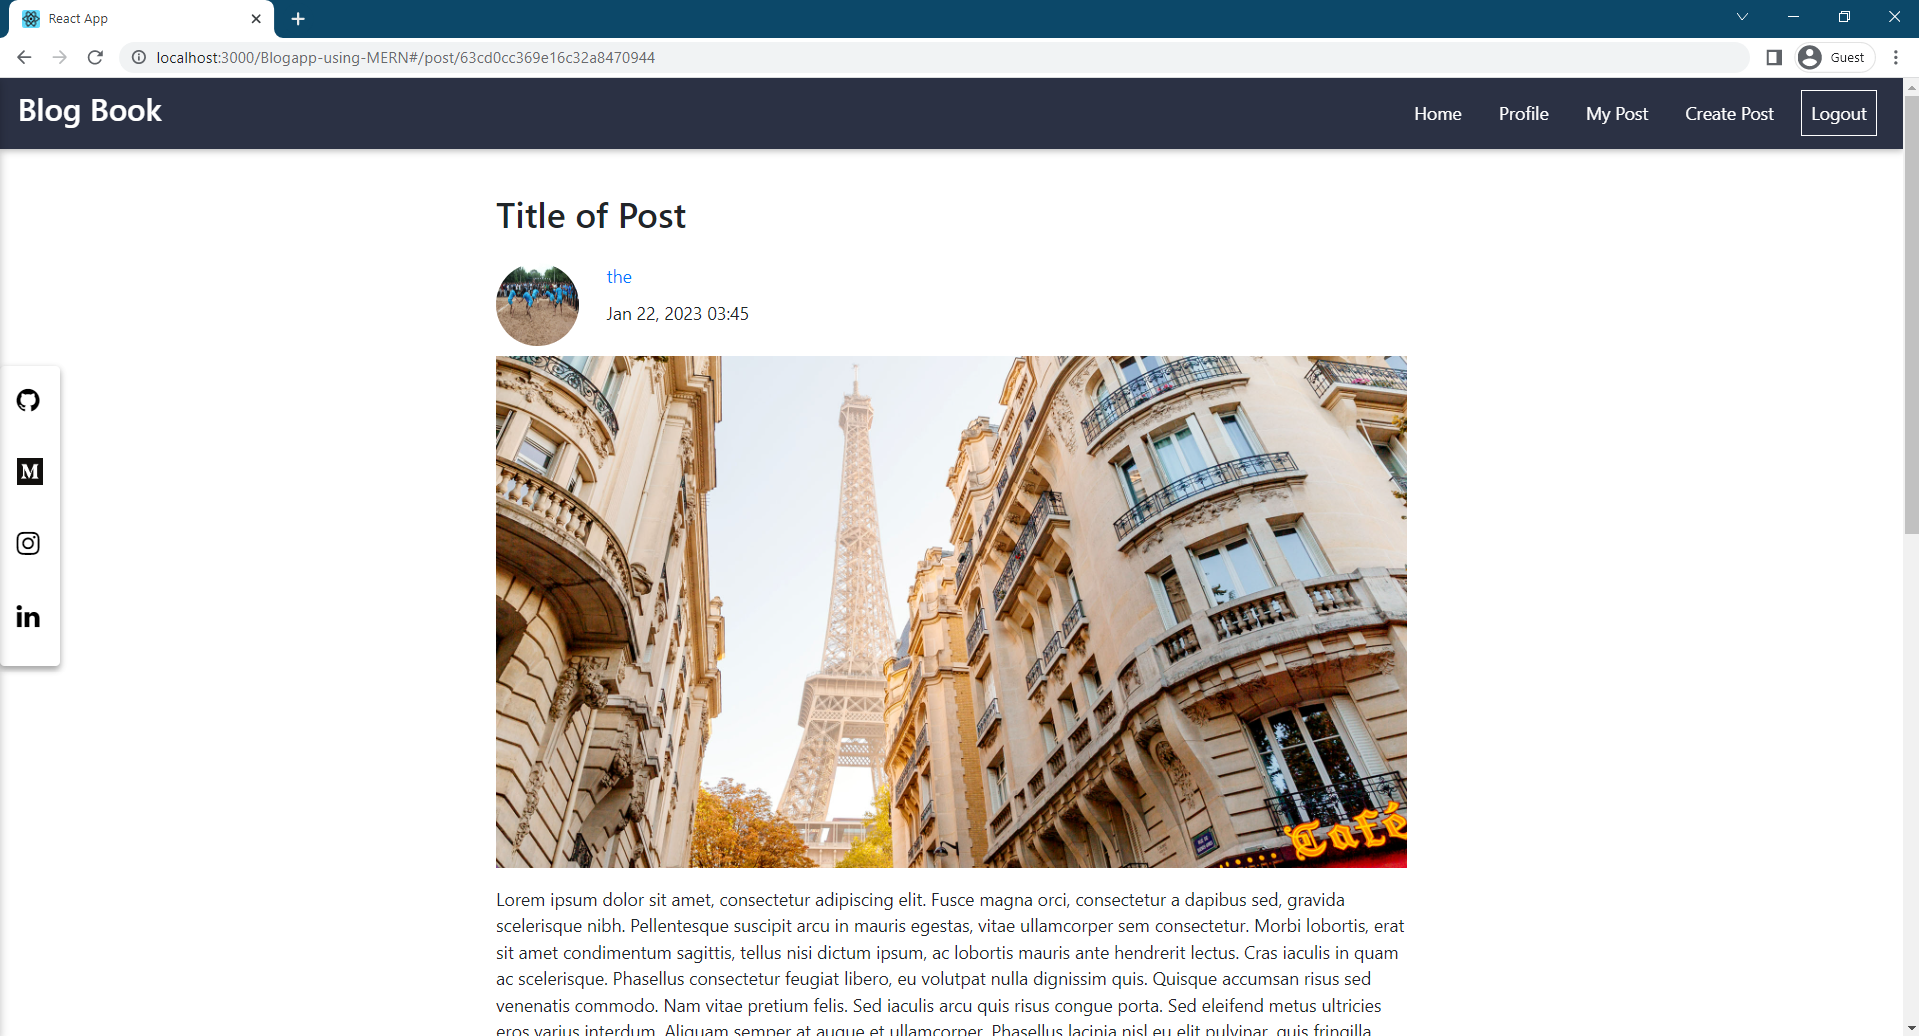 React App
localhost:3000/Blogapp-using-MERN#/post/63cd0cc369e16c32a8470944
Guest
Blog Book
Home Profile My Post Create Post Logout
Title of Post
the
Jan 22, 2023 03:45
M
in
Café
Lorem ipsum dolor sit amet, consectetur adipiscing elit. Fusce magna orci, consectetur a dapibus sed, gravida
scelerisque nibh. Pellentesque suscipit arcu in mauris egestas, vitae ullamcorper sem consectetur. Morbi lobortis, erat
sit amet condimentum sagittis, tellus nisi dictum ipsum, ac lobortis mauris ante hendrerit lectus. Cras iaculis in quam
ac scelerisque. Phasellus consectetur feugiat libero, eu volutpat nulla dignissim quis. Quisque accumsan risus sed
venenatis commodo. Nam vitae pretium felis. Sed iaculis arcu quis risus congue porta. Sed eleifend metus ultricies
eros varius interdum. Aliquam semper at augue et ullamcorper. Phasellus lacinia nisl eu elit pulvinar, quis fringilla